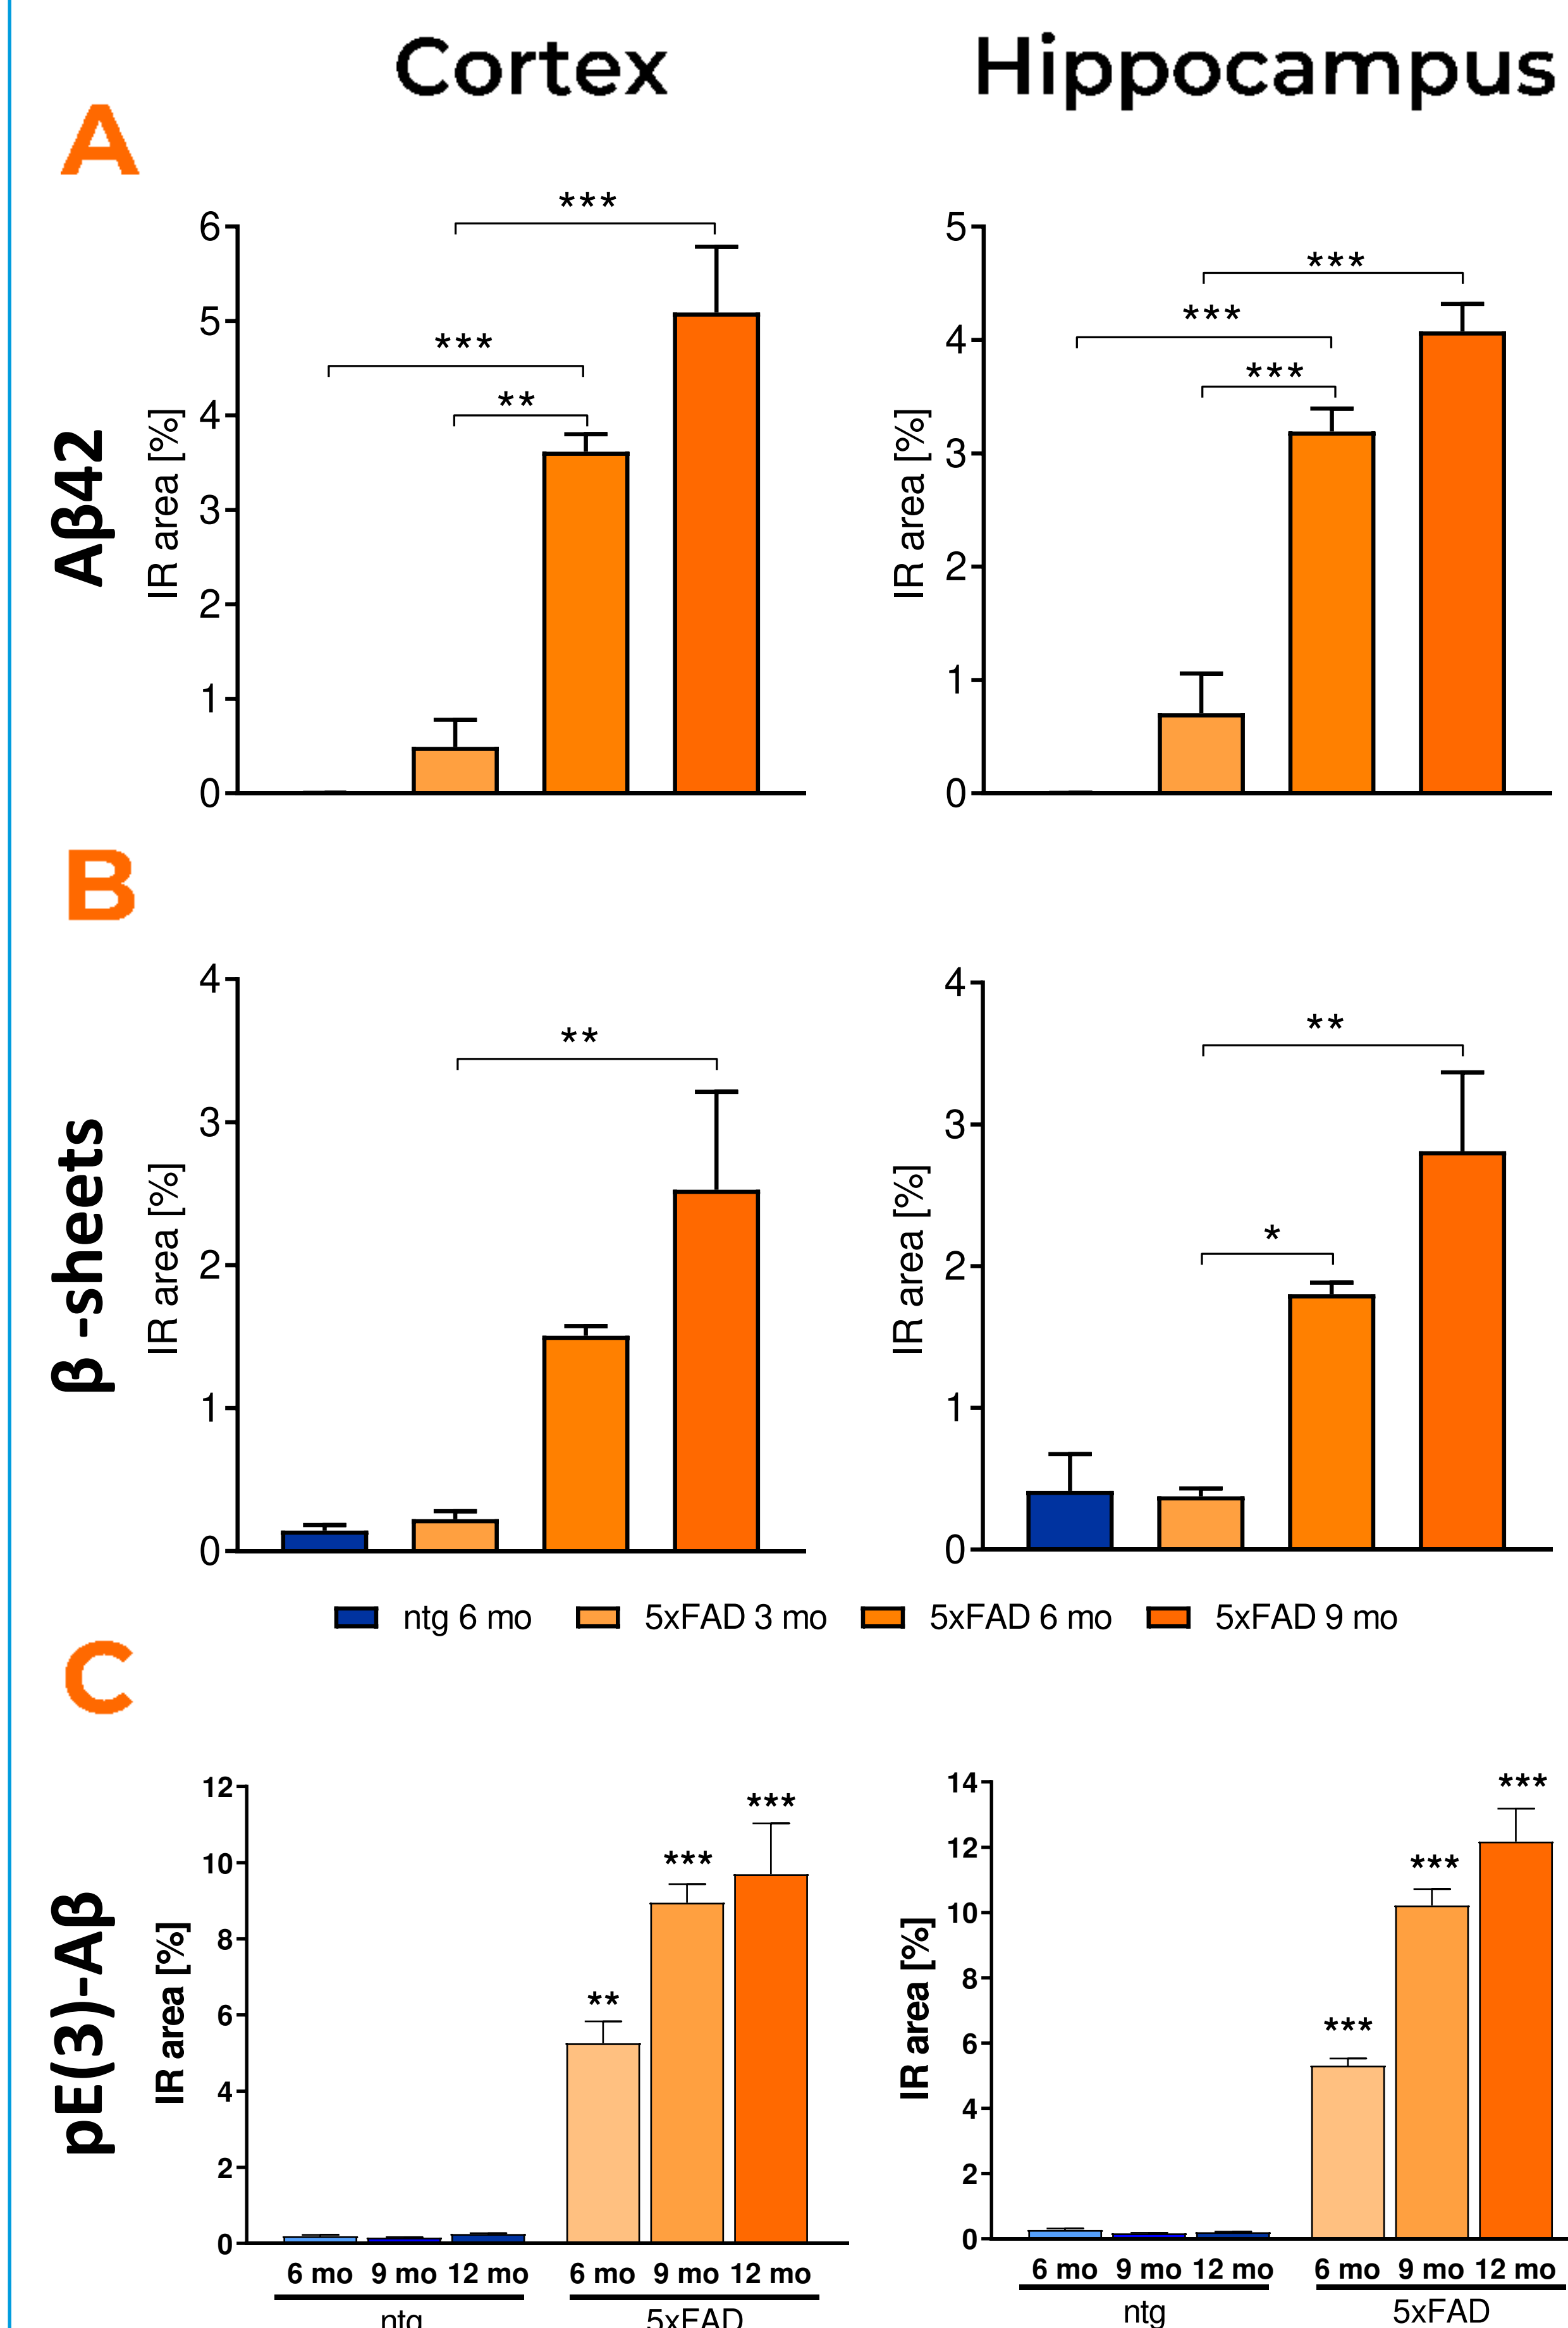 Cortex
Hippocampus
A
Aβ42
IR area [%]
6
5
4
3
2
1
0
***
***
**
IR area [%]
5
4
3
2
1
0
***
***
***
B
β -sheets
IR area [%]
4
3
2
1
0
**
IR area [%]
4
3
2
1
0
**
*
ntg 6 mo 5xFAD 3 mo 5xFAD 6 mo 5xFAD 9 mo
C
pE(3)-Aβ
IR area [%]
12
10
8
6
4
2
0
**
***
***
6 mo 9 mo 12 mo 6 mo 9 mo 12 mo
ntg 5xFAD
IR area [%]
14
12
10
8
6
4
2
0
***
***
***
6 mo 9 mo 12 mo 6 mo 9 mo 12 mo
ntg 5xFAD